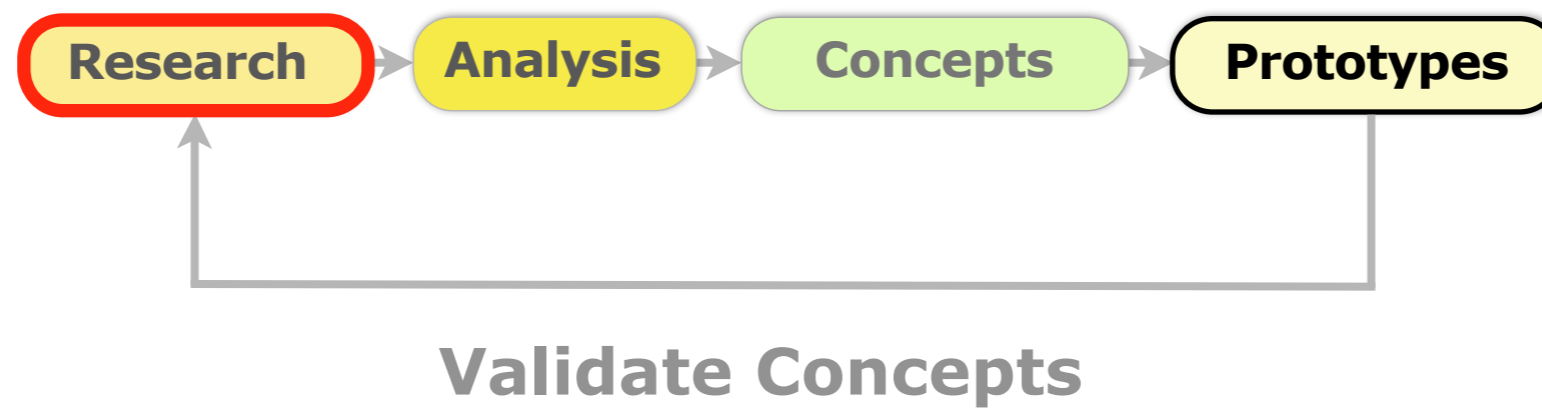 Research
Analysis
Concepts
Prototypes
Validate Concepts